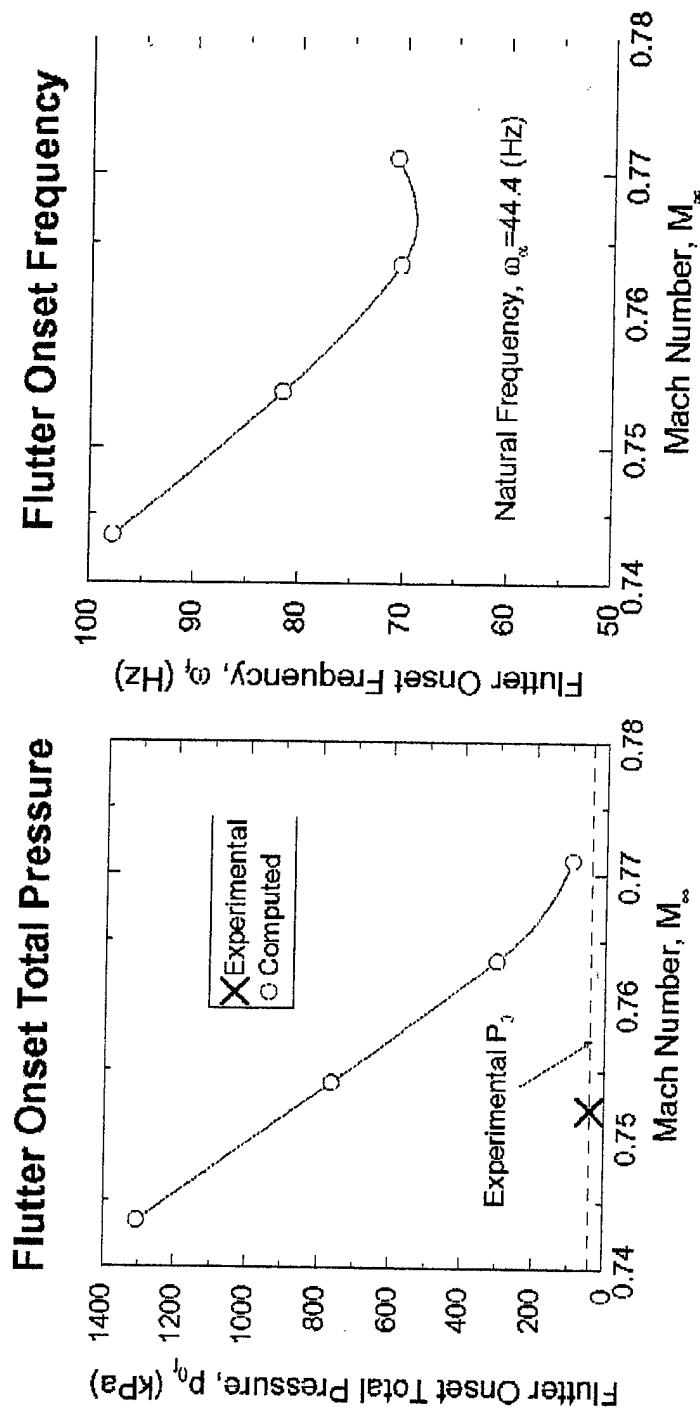 Flutter Onset Total Pressure
Flutter Onset Total Pressure, p₀f (kPa)
1400
1200
1000
800
600
400
200
0
Experimental
Computed
Experimental P₀
0.74
0.75
0.76
0.77
0.78
Mach Number, M∞
Flutter Onset Frequency
Flutter Onset Frequency, ωf (Hz)
100
90
80
70
60
50
Natural Frequency, ωα=44.4 (Hz)
0.74
0.75
0.76
0.77
0.78
Mach Number, M∞